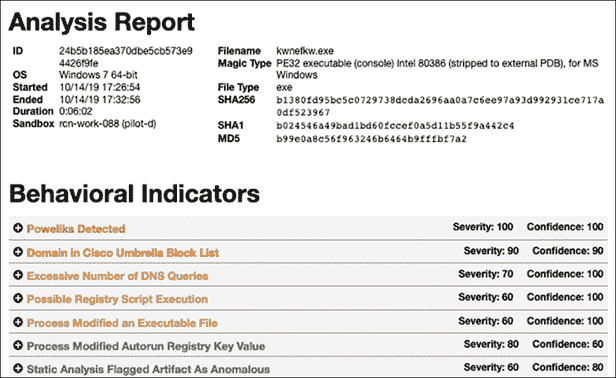 Analysis Report
ID 24b5b185ea370dbe5cb573e9
4426f9fe
OS Windows 7 64-bit
Started 10/14/19 17:26:54
Ended 10/14/19 17:32:56
Duration 0:06:02
Sandbox rcn-work-088 (pilot-d)
Filename kwnefkw.exe
Magic Type PE32 executable (console) Intel 80386 (stripped to external PDB), for MS
Windows
File Type exe
SHA256 b1380fd95bc5c0729738dcda2696aa0a7c6ee97a93d992931ce717a
0df523967
SHA1 b024546a49bad1bd60fccef0a5d11b55f9a442c4
MD5 b99e0a8c56f963246b6464b9fffbf7a2
Behavioral Indicators
Poweliks Detected Severity: 100 Confidence: 100
Domain in Cisco Umbrella Block List Severity: 90 Confidence: 90
Excessive Number of DNS Queries Severity: 70 Confidence: 100
Possible Registry Script Execution Severity: 60 Confidence: 100
Process Modified an Executable File Severity: 60 Confidence: 100
Process Modified Autorun Registry Key Value Severity: 80 Confidence: 60
Static Analysis Flagged Artifact As Anomalous Severity: 60 Confidence: 80